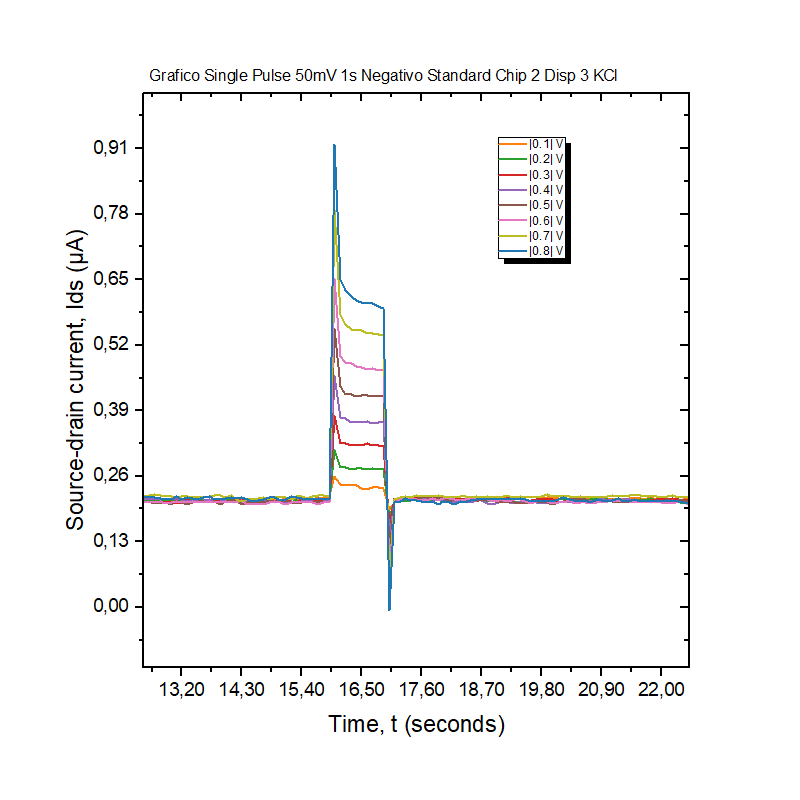 Grafico Single Pulse 50mV 1s Negativo Standard Chip 2 Disp 3 KCl
|0.1| V
|0.2| V
|0.3| V
|0.4| V
|0.5| V
|0.6| V
|0.7| V
|0.8| V
Source-drain current, Ids (μA)
0,91
0,78
0,65
0,52
0,39
0,26
0,13
0,00
13,20 14,30 15,40 16,50 17,60 18,70 19,80 20,90 22,00
Time, t (seconds)